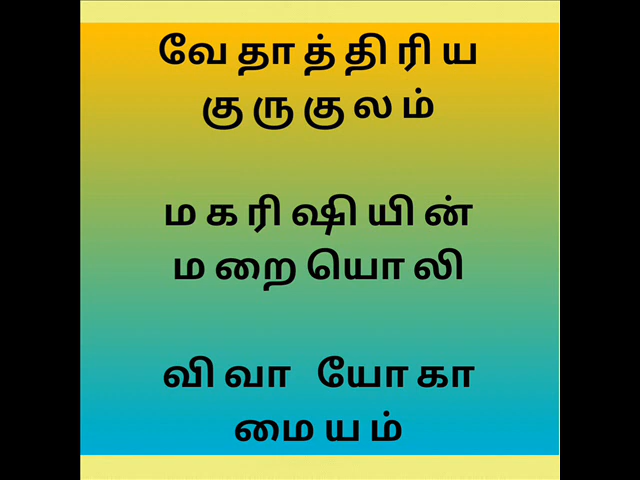 வேதாத்திரிய
குருகுலம்
மகரிஷியின்
மறையொலி
விவா யோகா
மையம்